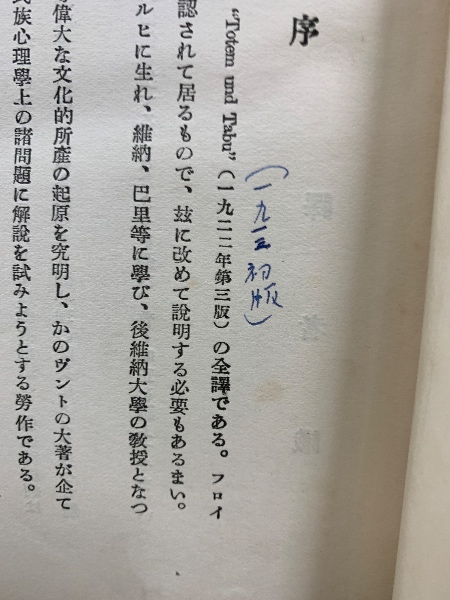 序
"Totem und Tabu"（一九二二年第三版）の全譯である。フロイ
（一九一三初版）
認されて居るもので、玆に改めて說明する必要もあるまい。
ルヒに生れ、維納、巴里等に學び、後維納大學の敎授となつ
偉大な文化的所產の起原を究明し、かのヴントの大著が企て
民族心理學上の諸問題に解說を試みようとする勞作である。